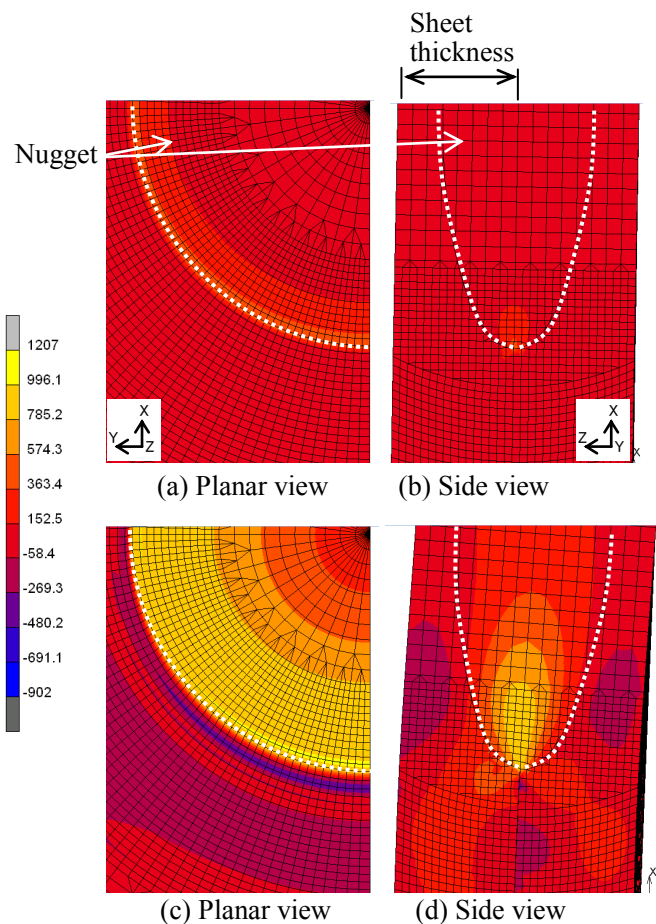 Sheet
thickness
Nugget
1207
996.1
785.2
574.3
363.4
152.5
-58.4
-269.3
-480.2
-691.1
-902
X
Y
Z
X
Z
Y
X
(a) Planar view
(b) Side view
X
(c) Planar view
(d) Side view